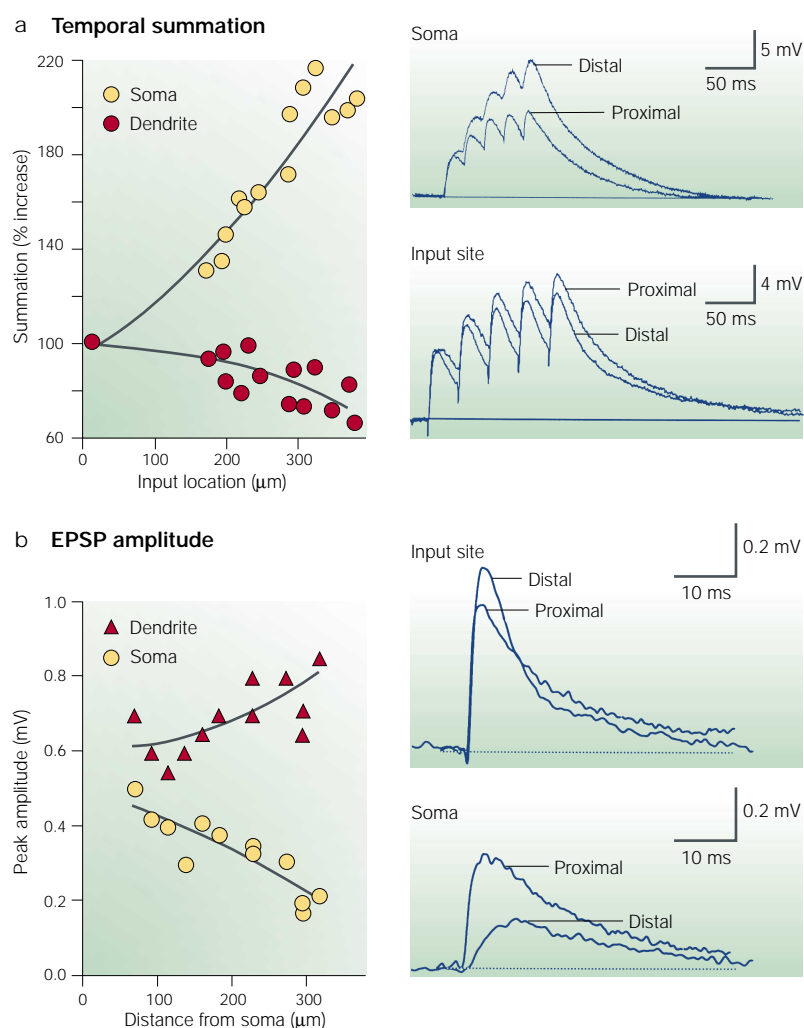 a Temporal summation
220
180
140
100
60
Summation (% increase)
Soma
Dendrite
0
100
200
300
Input location (µm)
Soma
5 mV
50 ms
Distal
Proximal
Input site
4 mV
50 ms
Proximal
Distal
b EPSP amplitude
1.0
0.8
0.6
0.4
0.2
0.0
Peak amplitude (mV)
Dendrite
Soma
0
100
200
300
Distance from soma (µm)
Input site
0.2 mV
10 ms
Distal
Proximal
Soma
0.2 mV
10 ms
Proximal
Distal